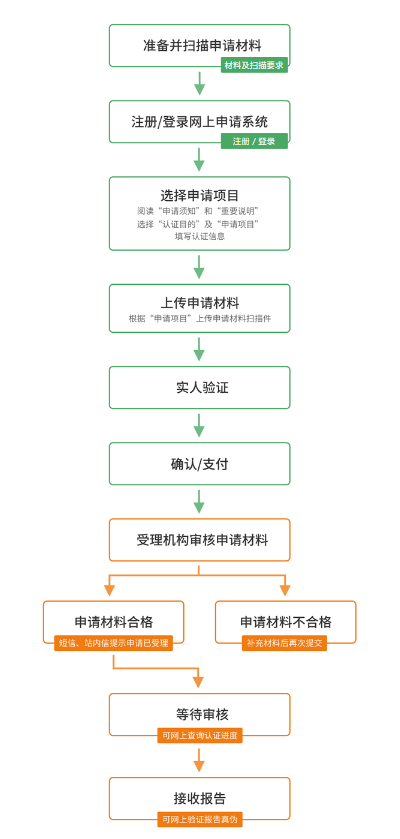 准备并扫描申请材料
材料及扫描要求
注册/登录网上申请系统
注册 / 登录
选择申请项目
阅读“申请须知”和“重要说明”
选择“认证目的”及“申请项目”
填写认证信息
上传申请材料
根据“申请项目”上传申请材料扫描件
实人验证
确认/支付
受理机构审核申请材料
申请材料合格
短信、站内信提示申请已受理
申请材料不合格
补充材料后再次提交
等待审核
可网上查询认证进度
接收报告
可网上验证报告真伪